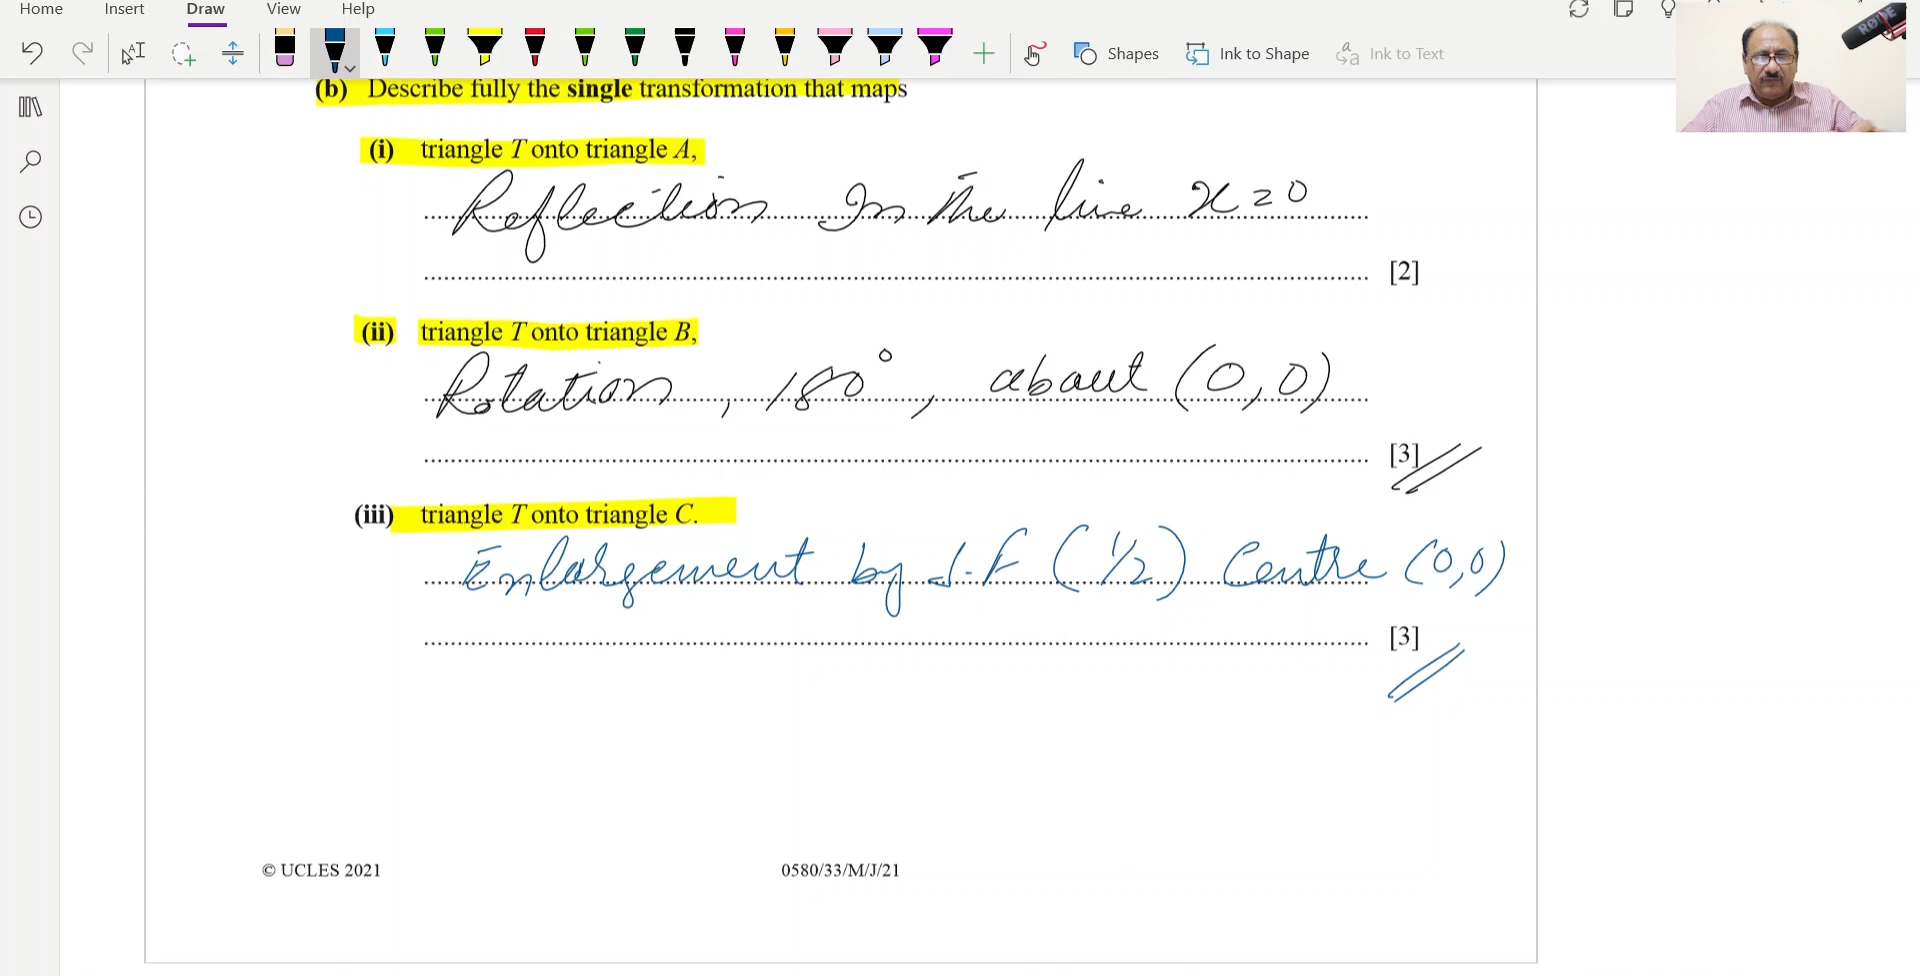 Home Insert Draw View Help
Shapes Ink to Shape Ink to Text
RØDE
(b) Describe fully the single transformation that maps
(i) triangle T onto triangle A,
Reflection In the line x=0
[2]
(ii) triangle T onto triangle B,
Rotation, 180°, about (0,0)
[3]
(iii) triangle T onto triangle C.
Enlargement by S.F (1/2) Centre (0,0)
[3]
© UCLES 2021 0580/33/M/J/21